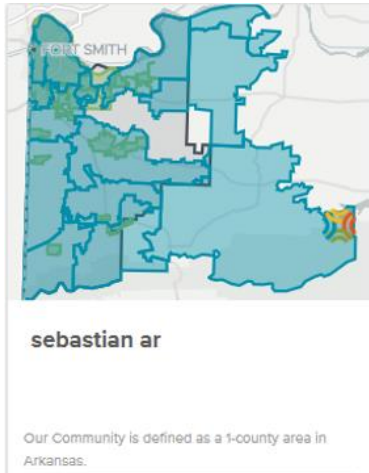 FORT SMITH
sebastian ar
Our Community is defined as a 1-county area in
Arkansas.